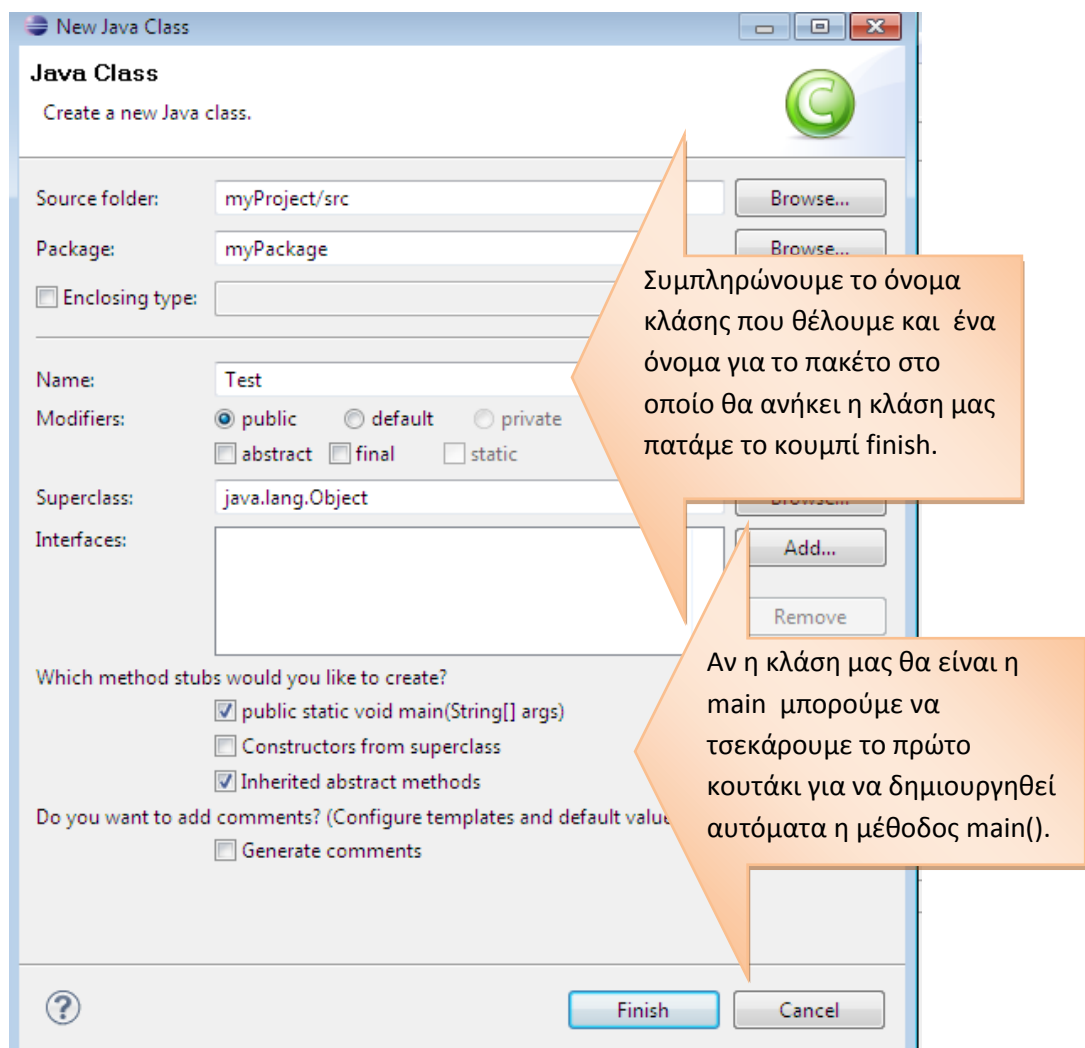 New Java Class
Java Class
Create a new Java class.
Source folder: myProject/src Browse...
Package: myPackage Browse...
Enclosing type:
Συμπληρώνουμε το όνομα
κλάσης που θέλουμε και ένα
όνομα για το πακέτο στο
οποίο θα ανήκει η κλάση μας
πατάμε το κουμπί finish.
Name: Test
Modifiers: public default private
abstract final static
Superclass: java.lang.Object Browse...
Interfaces: Add...
Remove
Αν η κλάση μας θα είναι η
main μπορούμε να
τσεκάρουμε το πρώτο
κουτάκι για να δημιουργηθεί
αυτόματα η μέθοδος main().
Which method stubs would you like to create?
public static void main(String[] args)
Constructors from superclass
Inherited abstract methods
Do you want to add comments? (Configure templates and default value
Generate comments
Finish Cancel